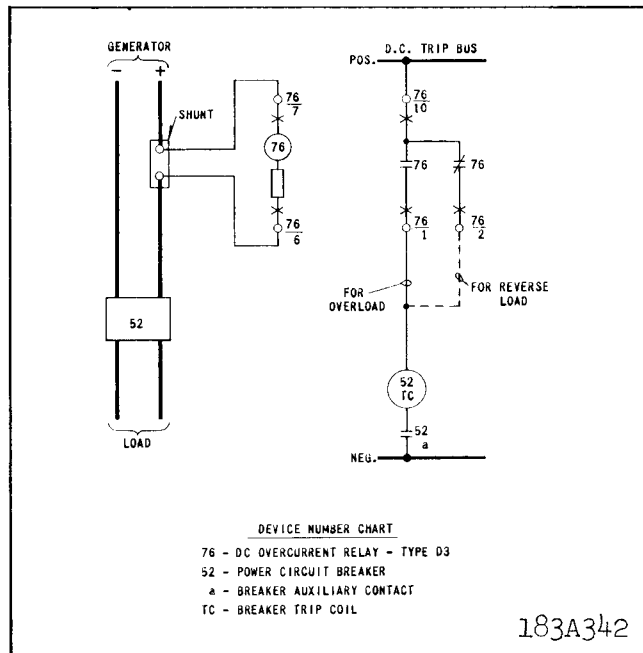 GENERATOR
- +
SHUNT
76
7
76
76
6
52
LOAD
D.C. TRIP BUS
POS.
76
10
76
76
76
1
76
2
FOR
OVERLOAD
FOR REVERSE
LOAD
52
TC
52
a
NEG.
DEVICE NUMBER CHART
76 - DC OVERCURRENT RELAY - TYPE D3
52 - POWER CIRCUIT BREAKER
a - BREAKER AUXILIARY CONTACT
TC - BREAKER TRIP COIL
183A342